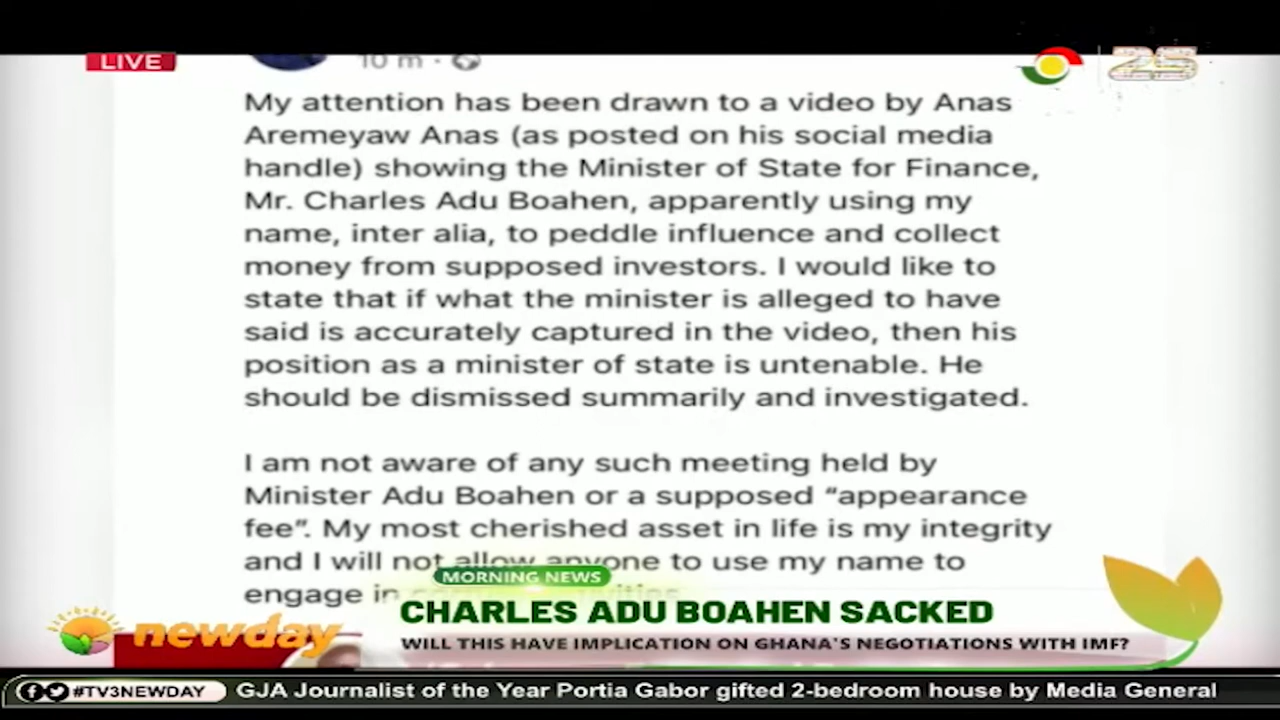 LIVE
25
10 m ·
My attention has been drawn to a video by Anas
Aremeyaw Anas (as posted on his social media
handle) showing the Minister of State for Finance,
Mr. Charles Adu Boahen, apparently using my
name, inter alia, to peddle influence and collect
money from supposed investors. I would like to
state that if what the minister is alleged to have
said is accurately captured in the video, then his
position as a minister of state is untenable. He
should be dismissed summarily and investigated.
I am not aware of any such meeting held by
Minister Adu Boahen or a supposed “appearance
fee”. My most cherished asset in life is my integrity
and I will not allow anyone to use my name to
engage in
MORNING NEWS
CHARLES ADU BOAHEN SACKED
newday
WILL THIS HAVE IMPLICATION ON GHANA'S NEGOTIATIONS WITH IMF?
#TV3NEWDAY GJA Journalist of the Year Portia Gabor gifted 2-bedroom house by Media General